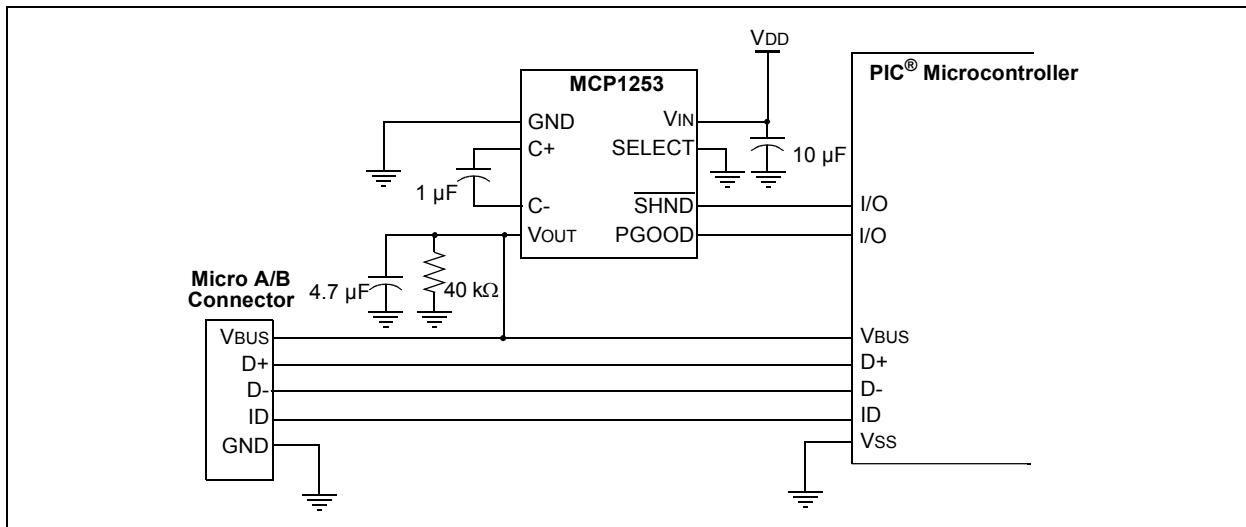 VDD
PIC® Microcontroller
MCP1253
GND
VIN
C+
SELECT
10 µF
1 µF
C-
SHND
I/O
VOUT
PGOOD
I/O
Micro A/B
Connector
4.7 µF
40 kΩ
VBUS
VBUS
D+
D+
D-
D-
ID
ID
GND
VSS